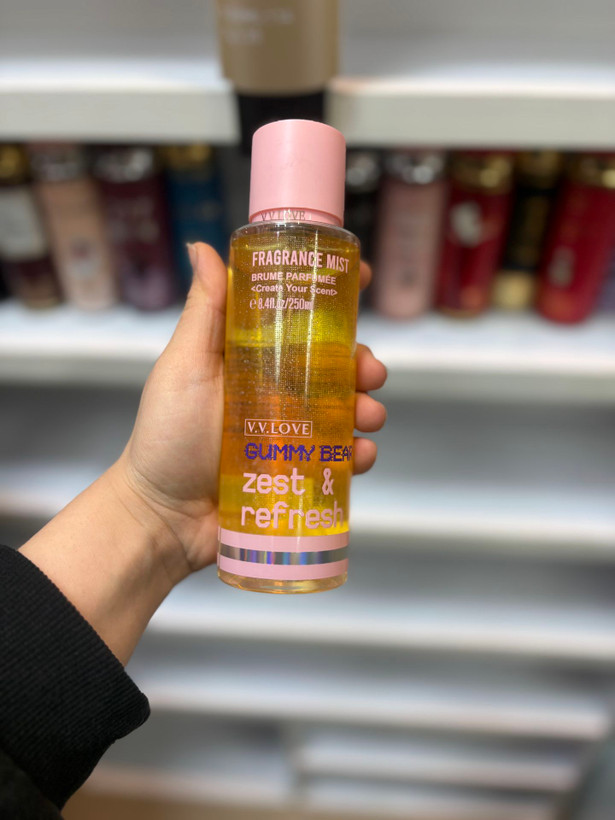 V.V.LOVE
FRAGRANCE MIST
BRUME PARFUMÉE
<Create Your Scent>
e 8.4fl.oz/250ml
V.V.LOVE
GUMMY BEAR
zest &
refresh